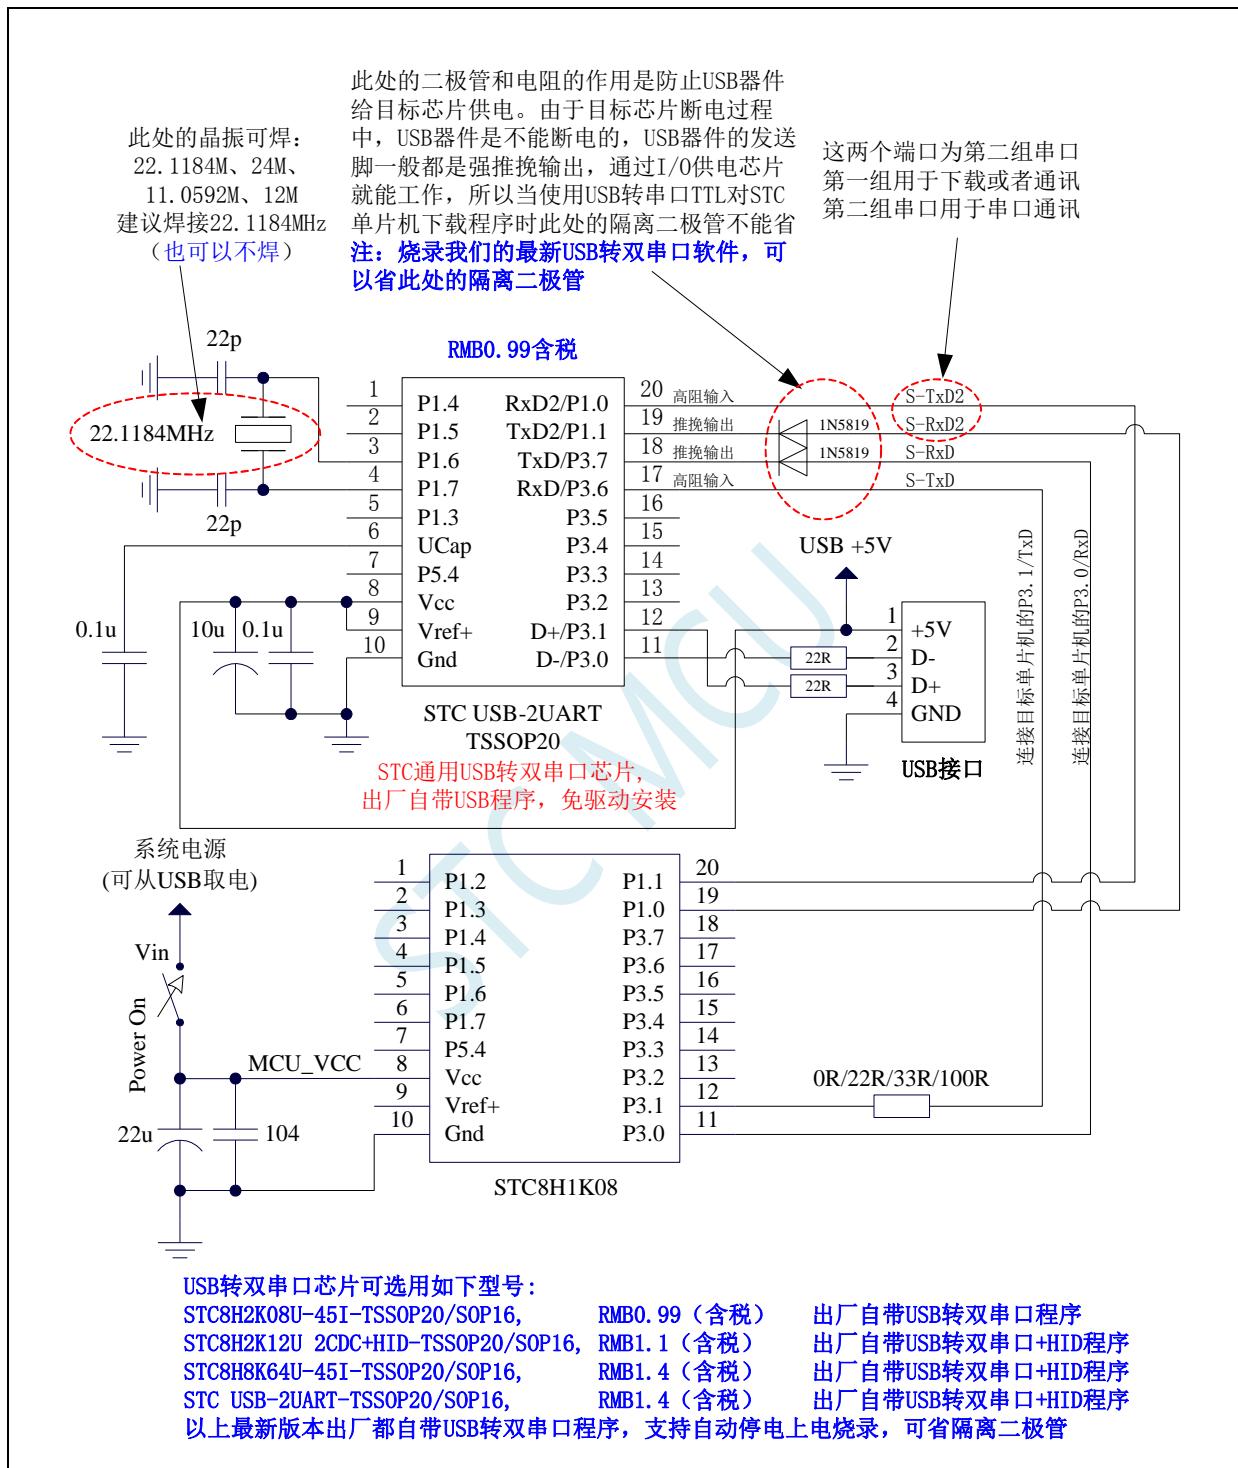 此处的二极管和电阻的作用是防止USB器件
给目标芯片供电。由于目标芯片断电过程
中，USB器件是不能断电的，USB器件的发送
脚一般都是强推挽输出，通过I/O供电芯片
就能工作，所以当使用USB转串口TTL对STC
单片机下载程序时此处的隔离二极管不能省
注：烧录我们的最新USB转双串口软件，可
以省此处的隔离二极管
此处的晶振可焊：
22.1184M、24M、
11.0592M、12M
建议焊接22.1184MHz
（也可以不焊）
这两个端口为第二组串口
第一组用于下载或者通讯
第二组串口用于串口通讯
22p
22.1184MHz
22p
RMB0.99含税
1 P1.4
2 P1.5
3 P1.6
4 P1.7
5 P1.3
6 UCap
7 P5.4
8 Vcc
9 Vref+
10 Gnd
RxD2/P1.0 20 高阻输入 S-TxD2
TxD2/P1.1 19 推挽输出 1N5819 S-RxD2
TxD/P3.7 18 推挽输出 1N5819 S-RxD
RxD/P3.6 17 高阻输入 S-TxD
P3.5 16
P3.4 15
P3.3 14
P3.2 13
D+/P3.1 12
D-/P3.0 11
0.1u
10u
0.1u
STC USB-2UART
TSSOP20
STC通用USB转双串口芯片,
出厂自带USB程序，免驱动安装
USB +5V
22R
22R
1 +5V
2 D-
3 D+
4 GND
USB接口
连接目标单片机的P3.1/TxD
连接目标单片机的P3.0/RxD
STC MCU
系统电源
(可从USB取电)
Vin
Power On
MCU_VCC
22u
104
1 P1.2
2 P1.3
3 P1.4
4 P1.5
5 P1.6
6 P1.7
7 P5.4
8 Vcc
9 Vref+
10 Gnd
P1.1 20
P1.0 19
P3.7 18
P3.6 17
P3.5 16
P3.4 15
P3.3 14
P3.2 13
P3.1 12
P3.0 11
0R/22R/33R/100R
STC8H1K08
USB转双串口芯片可选用如下型号:
STC8H2K08U-45I-TSSOP20/SOP16, RMB0.99（含税） 出厂自带USB转双串口程序
STC8H2K12U 2CDC+HID-TSSOP20/SOP16, RMB1.1（含税） 出厂自带USB转双串口+HID程序
STC8H8K64U-45I-TSSOP20/SOP16, RMB1.4（含税） 出厂自带USB转双串口+HID程序
STC USB-2UART-TSSOP20/SOP16, RMB1.4（含税） 出厂自带USB转双串口+HID程序
以上最新版本出厂都自带USB转双串口程序，支持自动停电上电烧录，可省隔离二极管